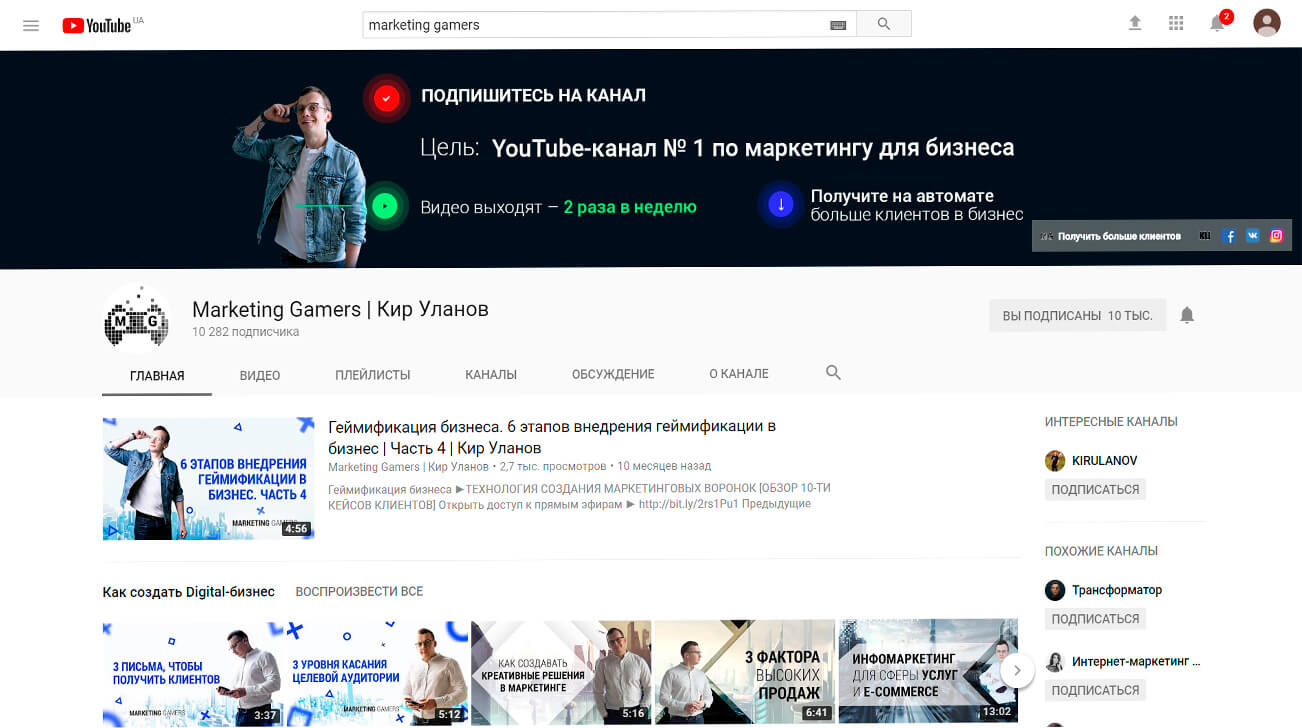 YouTube UA
marketing gamers
2
ПОДПИШИТЕСЬ НА КАНАЛ
Цель: YouTube-канал № 1 по маркетингу для бизнеса
Видео выходят – 2 раза в неделю
Получите на автомате
больше клиентов в бизнес
Получить больше клиентов
M G
Marketing Gamers | Кир Уланов
10 282 подписчика
ВЫ ПОДПИСАНЫ 10 ТЫС.
ГЛАВНАЯ
ВИДЕО
ПЛЕЙЛИСТЫ
КАНАЛЫ
ОБСУЖДЕНИЕ
О КАНАЛЕ
6 ЭТАПОВ ВНЕДРЕНИЯ
ГЕЙМИФИКАЦИИ В
БИЗНЕС. ЧАСТЬ 4
MARKETING GAMERS
4:56
Геймификация бизнеса. 6 этапов внедрения геймификации в
бизнес | Часть 4 | Кир Уланов
Marketing Gamers | Кир Уланов • 2,7 тыс. просмотров • 10 месяцев назад
Геймификация бизнеса ►ТЕХНОЛОГИЯ СОЗДАНИЯ МАРКЕТИНГОВЫХ ВОРОНОК [ОБЗОР 10-ТИ
КЕЙСОВ КЛИЕНТОВ] Открыть доступ к прямым эфирам ► http://bit.ly/2rs1Pu1 Предыдущие
ИНТЕРЕСНЫЕ КАНАЛЫ
KIRULANOV
ПОДПИСАТЬСЯ
ПОХОЖИЕ КАНАЛЫ
Трансформатор
ПОДПИСАТЬСЯ
Интернет-маркетинг ...
ПОДПИСАТЬСЯ
Как создать Digital-бизнес
ВОСПРОИЗВЕСТИ ВСЕ
3 ПИСЬМА, ЧТОБЫ
ПОЛУЧИТЬ КЛИЕНТОВ
MARKETING GAMERS
3:37
3 УРОВНЯ КАСАНИЯ
ЦЕЛЕВОЙ АУДИТОРИИ
MARKETING GAMERS
5:12
КАК СОЗДАВАТЬ
КРЕАТИВНЫЕ РЕШЕНИЯ
В МАРКЕТИНГЕ
5:16
3 ФАКТОРА
ВЫСОКИХ
ПРОДАЖ
6:41
ИНФОМАРКЕТИНГ
ДЛЯ СФЕРЫ УСЛУГ
И E-COMMERCE
13:02